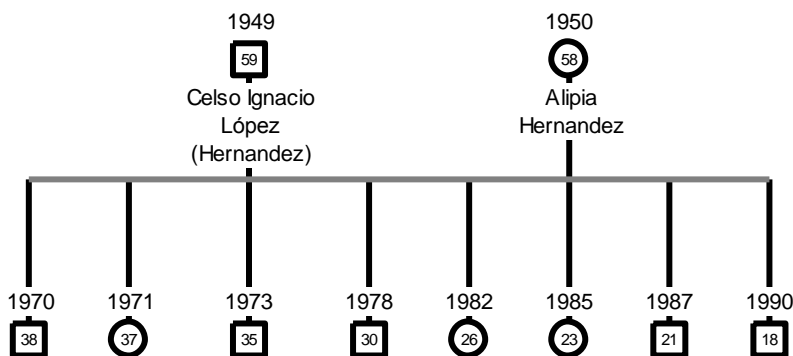 1949 1950
59 58
Celso Ignacio Alipia
López Hernandez
(Hernandez)
1970 1971 1973 1978 1982 1985 1987 1990
38 37 35 30 26 23 21 18